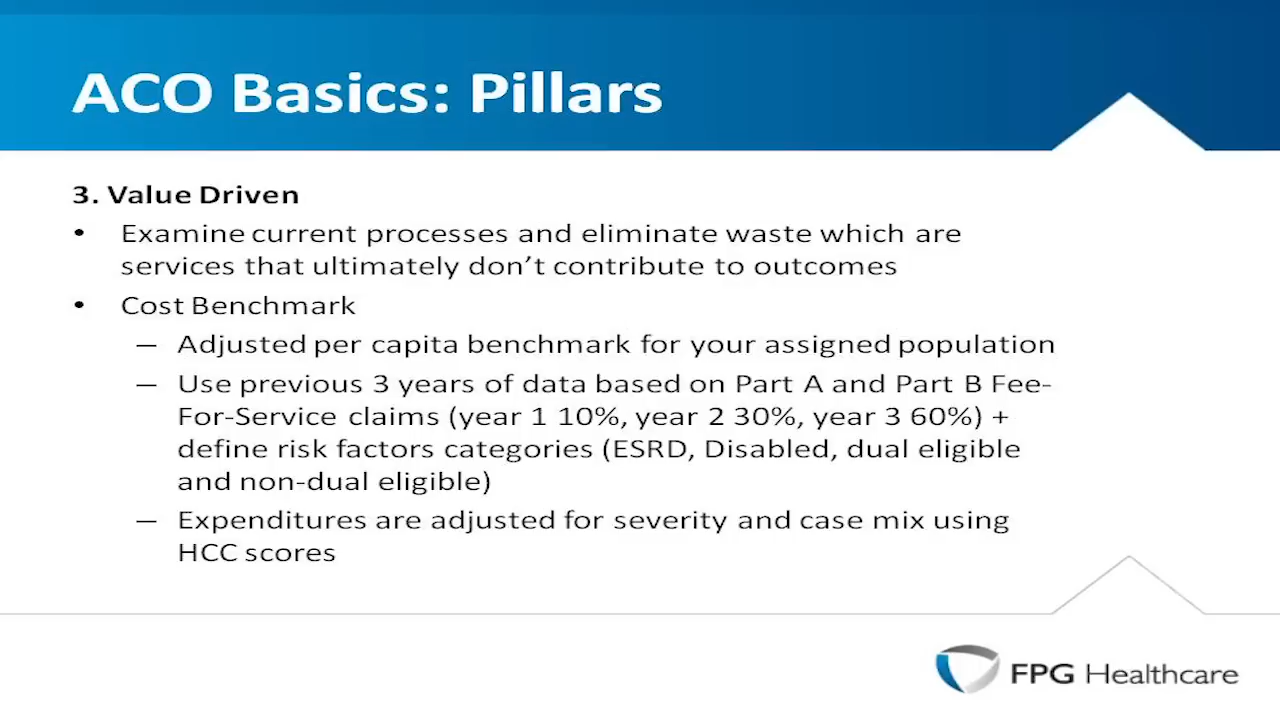 ACO Basics: Pillars
3. Value Driven
• Examine current processes and eliminate waste which are
services that ultimately don’t contribute to outcomes
• Cost Benchmark
– Adjusted per capita benchmark for your assigned population
– Use previous 3 years of data based on Part A and Part B Fee-
For-Service claims (year 1 10%, year 2 30%, year 3 60%) +
define risk factors categories (ESRD, Disabled, dual eligible
and non-dual eligible)
– Expenditures are adjusted for severity and case mix using
HCC scores
FPG Healthcare